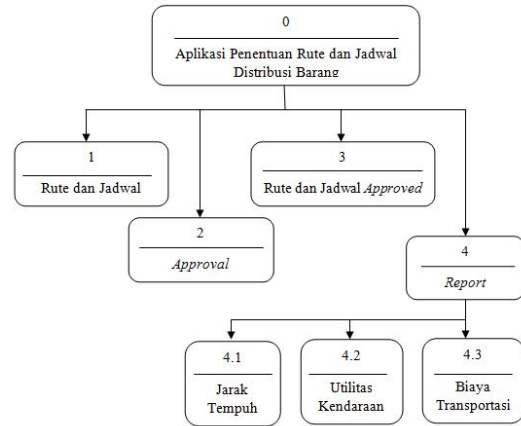 0
Aplikasi Penentuan Rute dan Jadwal
Distribusi Barang
1
Rute dan Jadwal
3
Rute dan Jadwal Approved
2
Approval
4
Report
4.1
Jarak
Tempuh
4.2
Utilitas
Kendaraan
4.3
Biaya
Transportasi